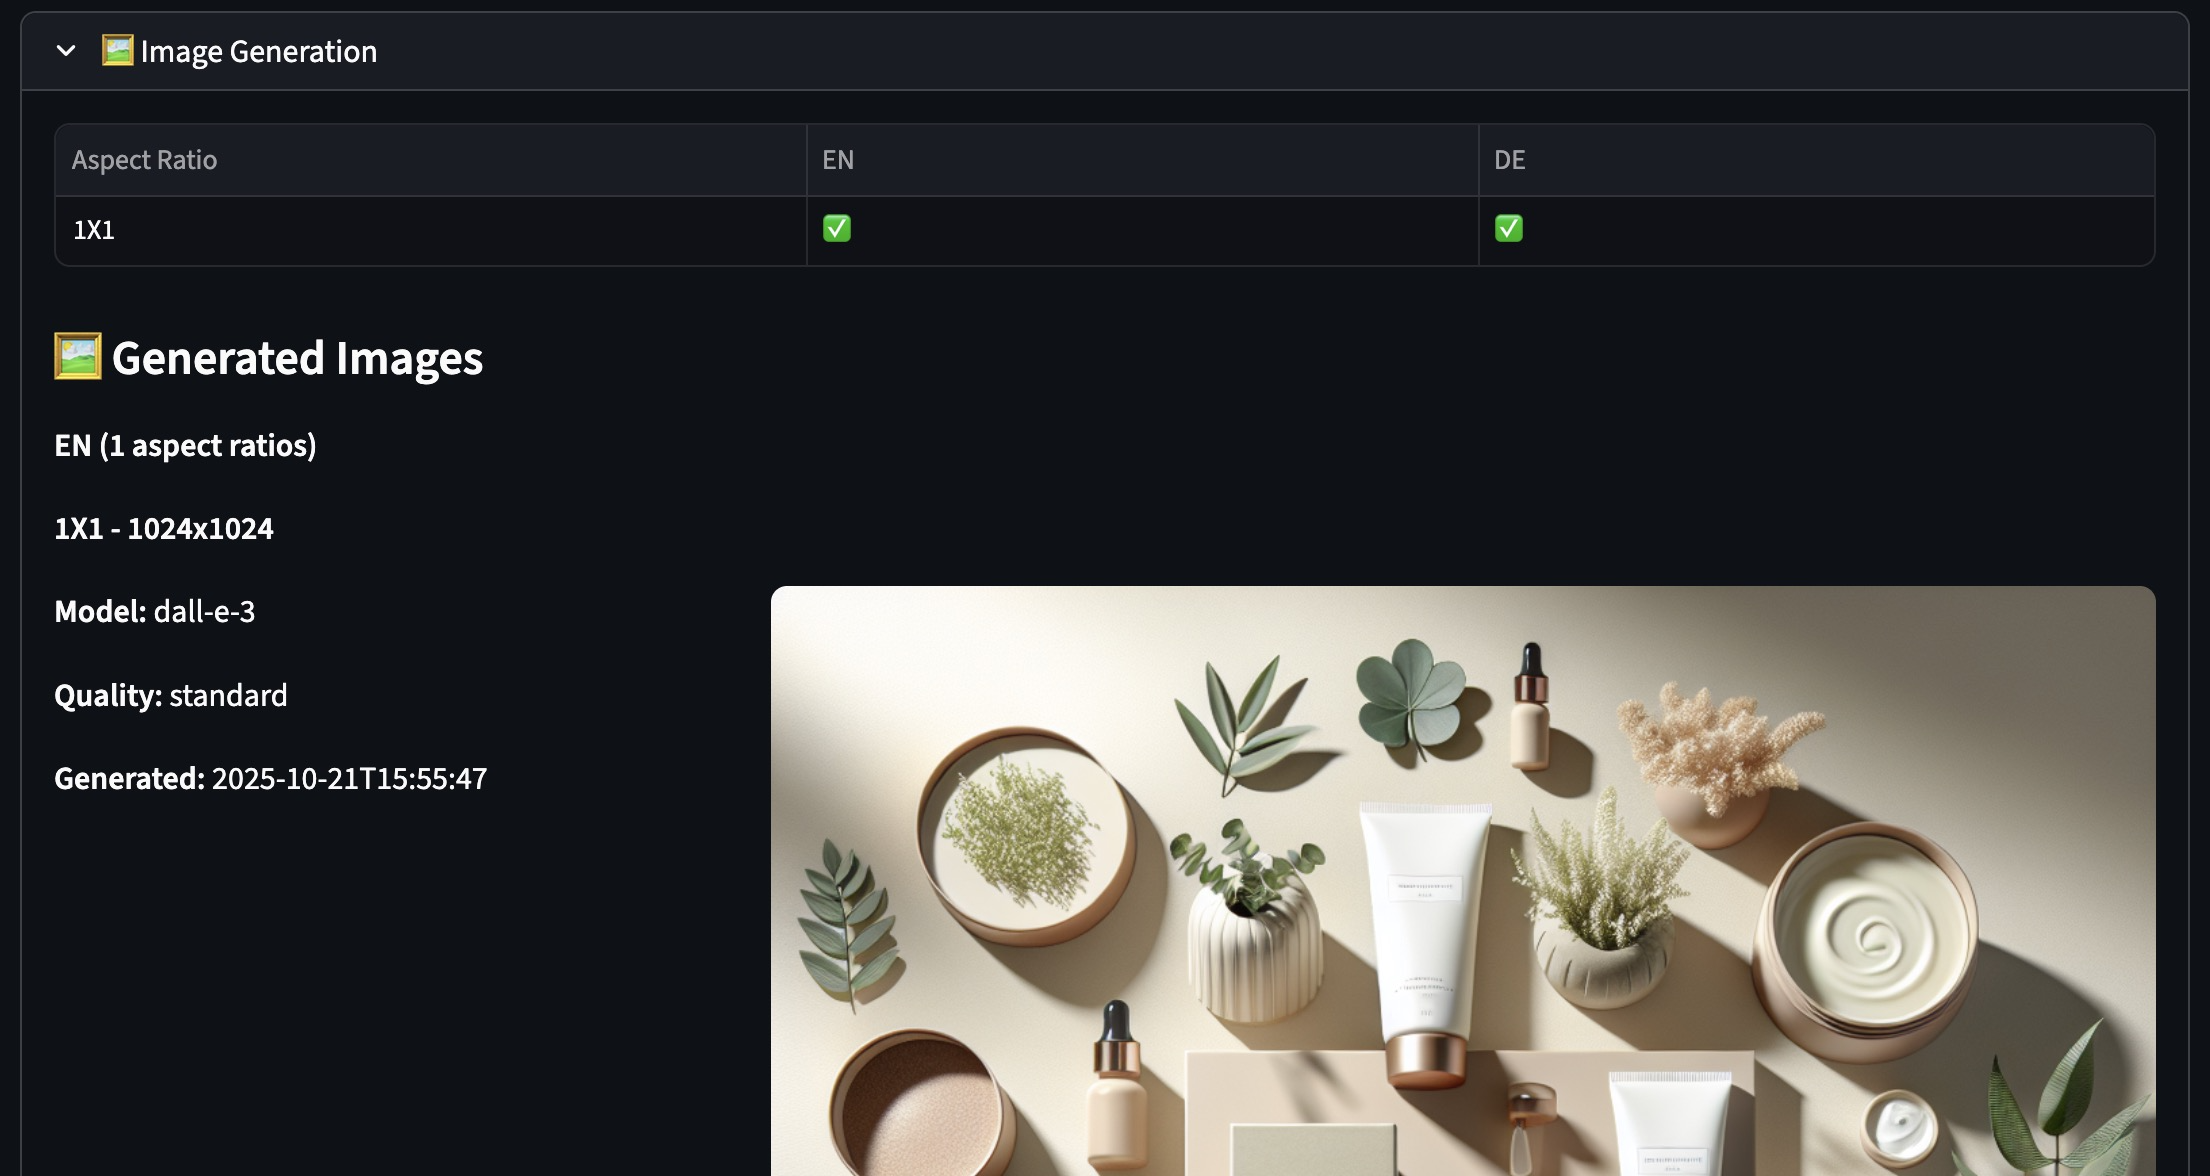 Image Generation
Aspect Ratio EN DE
1X1
Generated Images
EN (1 aspect ratios)
1X1 - 1024x1024
Model: dall-e-3
Quality: standard
Generated: 2025-10-21T15:55:47